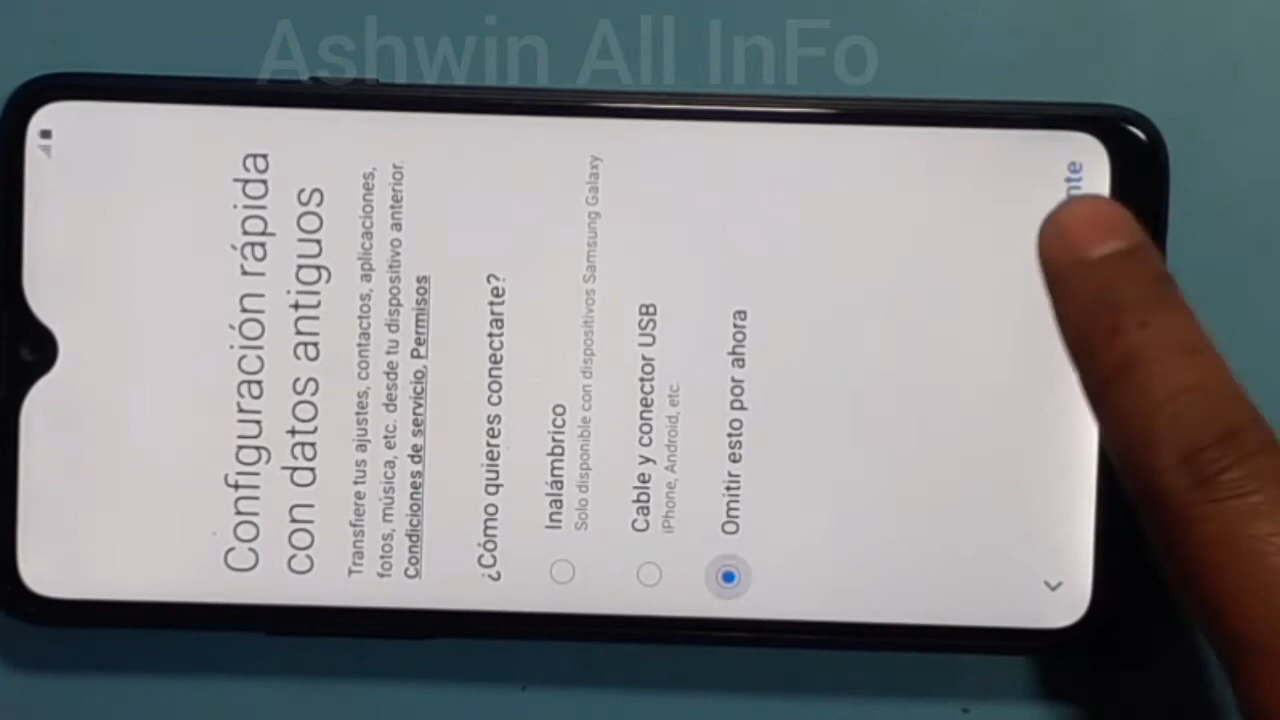 Ashwin All InFo
Configuración rápida
con datos antiguos
Transfiere tus ajustes, contactos, aplicaciones,
fotos, música, etc. desde tu dispositivo anterior.
Condiciones de servicio, Permisos
¿Cómo quieres conectarte?
Inalámbrico
Solo disponible con dispositivos Samsung Galaxy
Cable y conector USB
iPhone, Android, etc.
Omitir esto por ahora